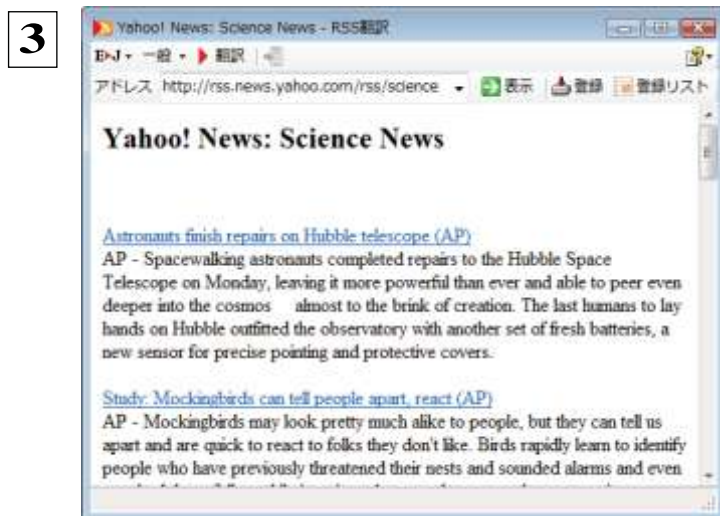 3
Yahoo! News: Science News - RSS翻訳
E>J 一般 翻訳
アドレス http://rss.news.yahoo.com/rss/science 表示 登録 登録リスト
Yahoo! News: Science News
Astronauts finish repairs on Hubble telescope (AP)
AP - Spacewalking astronauts completed repairs to the Hubble Space
Telescope on Monday, leaving it more powerful than ever and able to peer even
deeper into the cosmos almost to the brink of creation. The last humans to lay
hands on Hubble outfitted the observatory with another set of fresh batteries, a
new sensor for precise pointing and protective covers.
Study: Mockingbirds can tell people apart, react (AP)
AP - Mockingbirds may look pretty much alike to people, but they can tell us
apart and are quick to react to folks they don't like. Birds rapidly learn to identify
people who have previously threatened their nests and sounded alarms and even